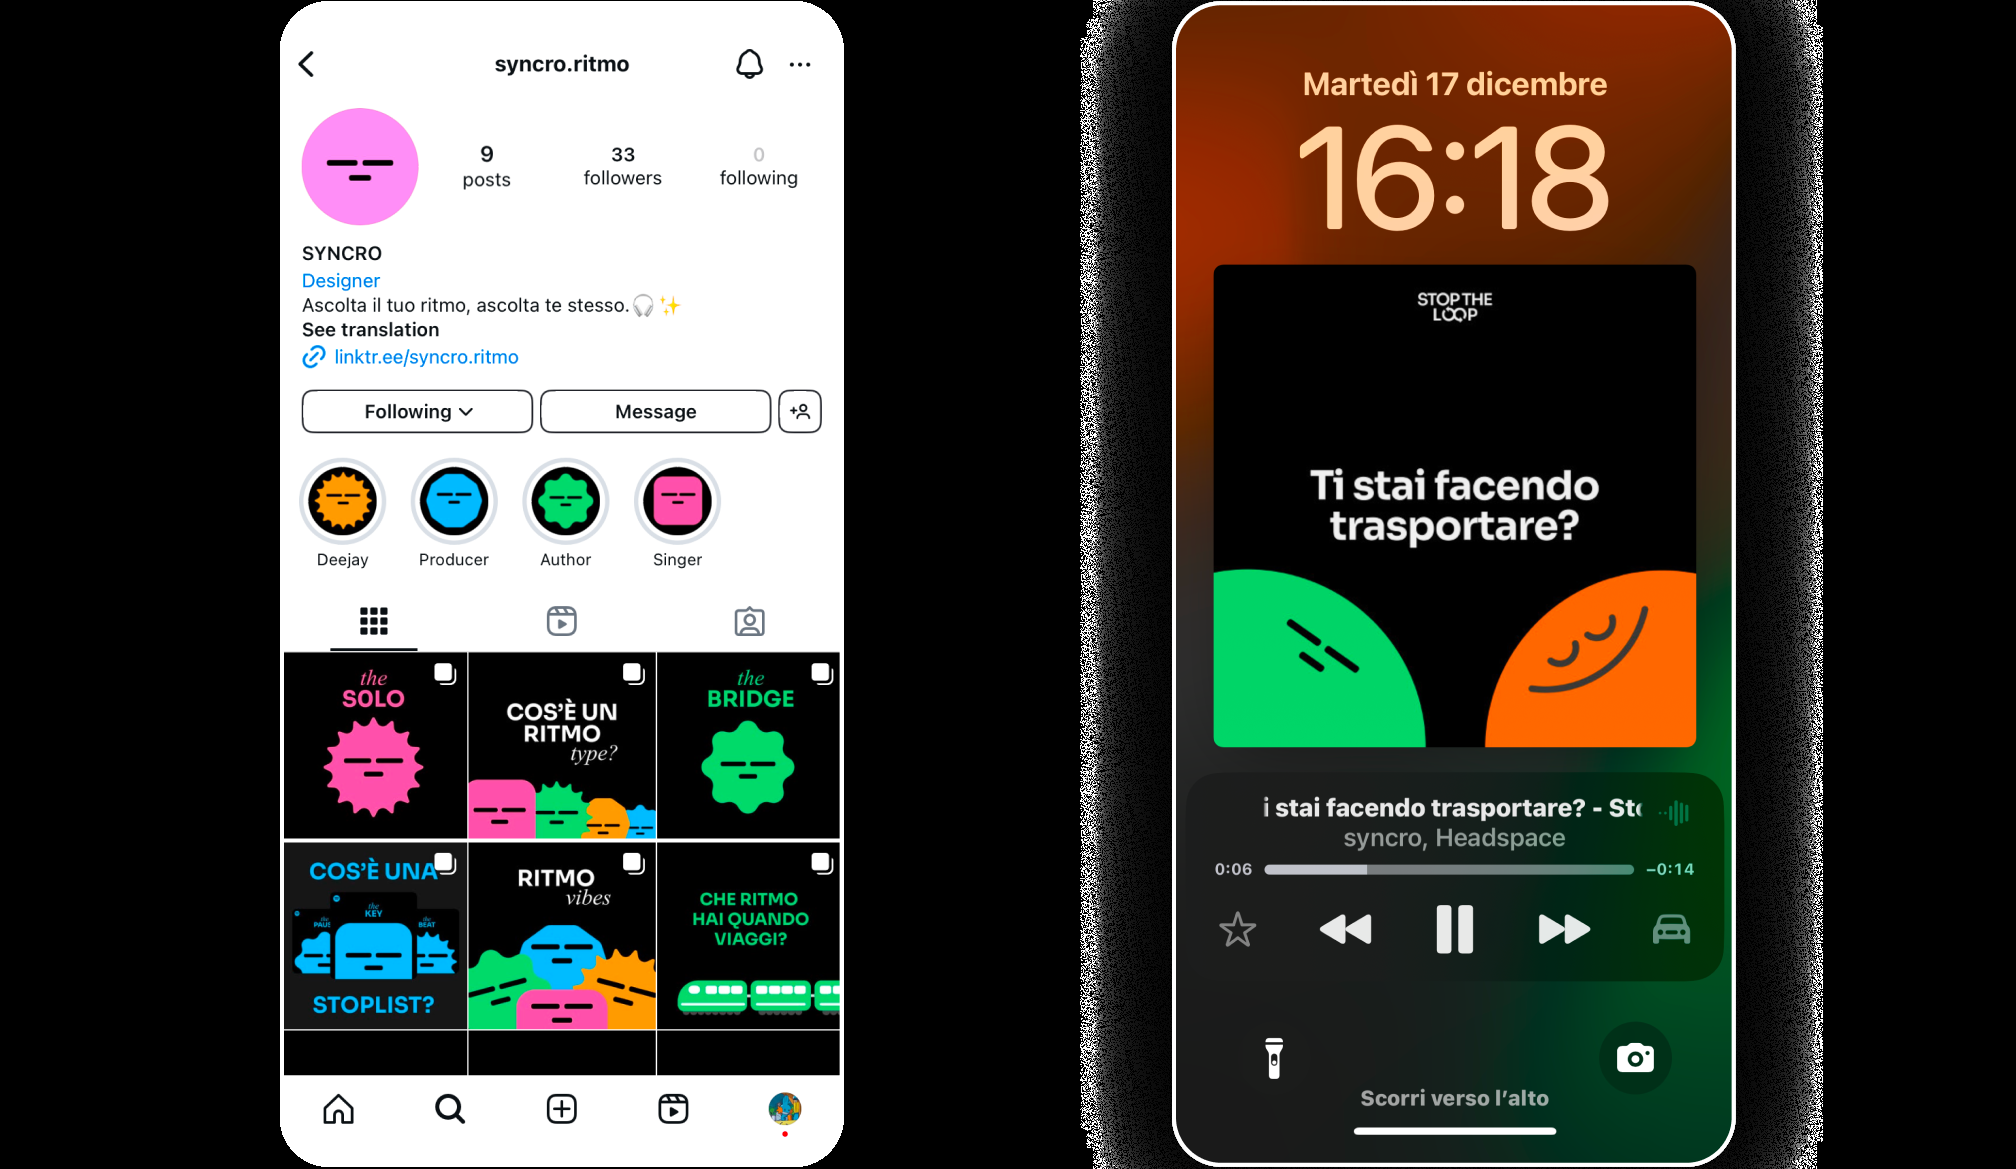 syncro.ritmo
9
posts
33
followers
0
following
SYNCRO
Designer
Ascolta il tuo ritmo, ascolta te stesso.🎧✨
See translation
linktr.ee/syncro.ritmo
Following
Message
Deejay
Producer
Author
Singer
the
SOLO
COS'È UN
RITMO
type?
the
BRIDGE
COS'È UNA
the
PAUS
the
KEY
the
BEAT
STOPLIST?
RITMO
vibes
CHE RITMO
HAI QUANDO
VIAGGI?
Martedì 17 dicembre
16:18
STOP THE
LOOP
Ti stai facendo
trasportare?
i stai facendo trasportare? - Sto
syncro, Headspace
0:06
−0:14
Scorri verso l'alto